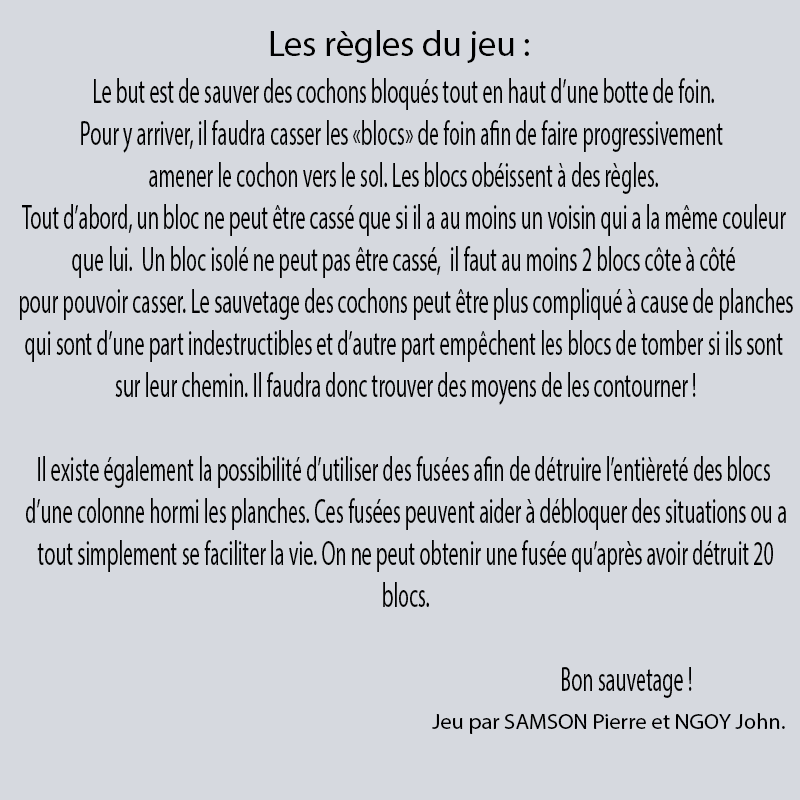 Les règles du jeu :
Le but est de sauver des cochons bloqués tout en haut d’une botte de foin.
Pour y arriver, il faudra casser les «blocs» de foin afin de faire progressivement
amener le cochon vers le sol. Les blocs obéissent à des règles.
Tout d’abord, un bloc ne peut être cassé que si il a au moins un voisin qui a la même couleur
que lui.  Un bloc isolé ne peut pas être cassé,  il faut au moins 2 blocs côte à côté
pour pouvoir casser. Le sauvetage des cochons peut être plus compliqué à cause de planches
qui sont d’une part indestructibles et d’autre part empêchent les blocs de tomber si ils sont
sur leur chemin. Il faudra donc trouver des moyens de les contourner !
Il existe également la possibilité d’utiliser des fusées afin de détruire l’entièreté des blocs
d’une colonne hormi les planches. Ces fusées peuvent aider à débloquer des situations ou a
tout simplement se faciliter la vie. On ne peut obtenir une fusée qu’après avoir détruit 20
blocs.
Bon sauvetage !
Jeu par SAMSON Pierre et NGOY John.